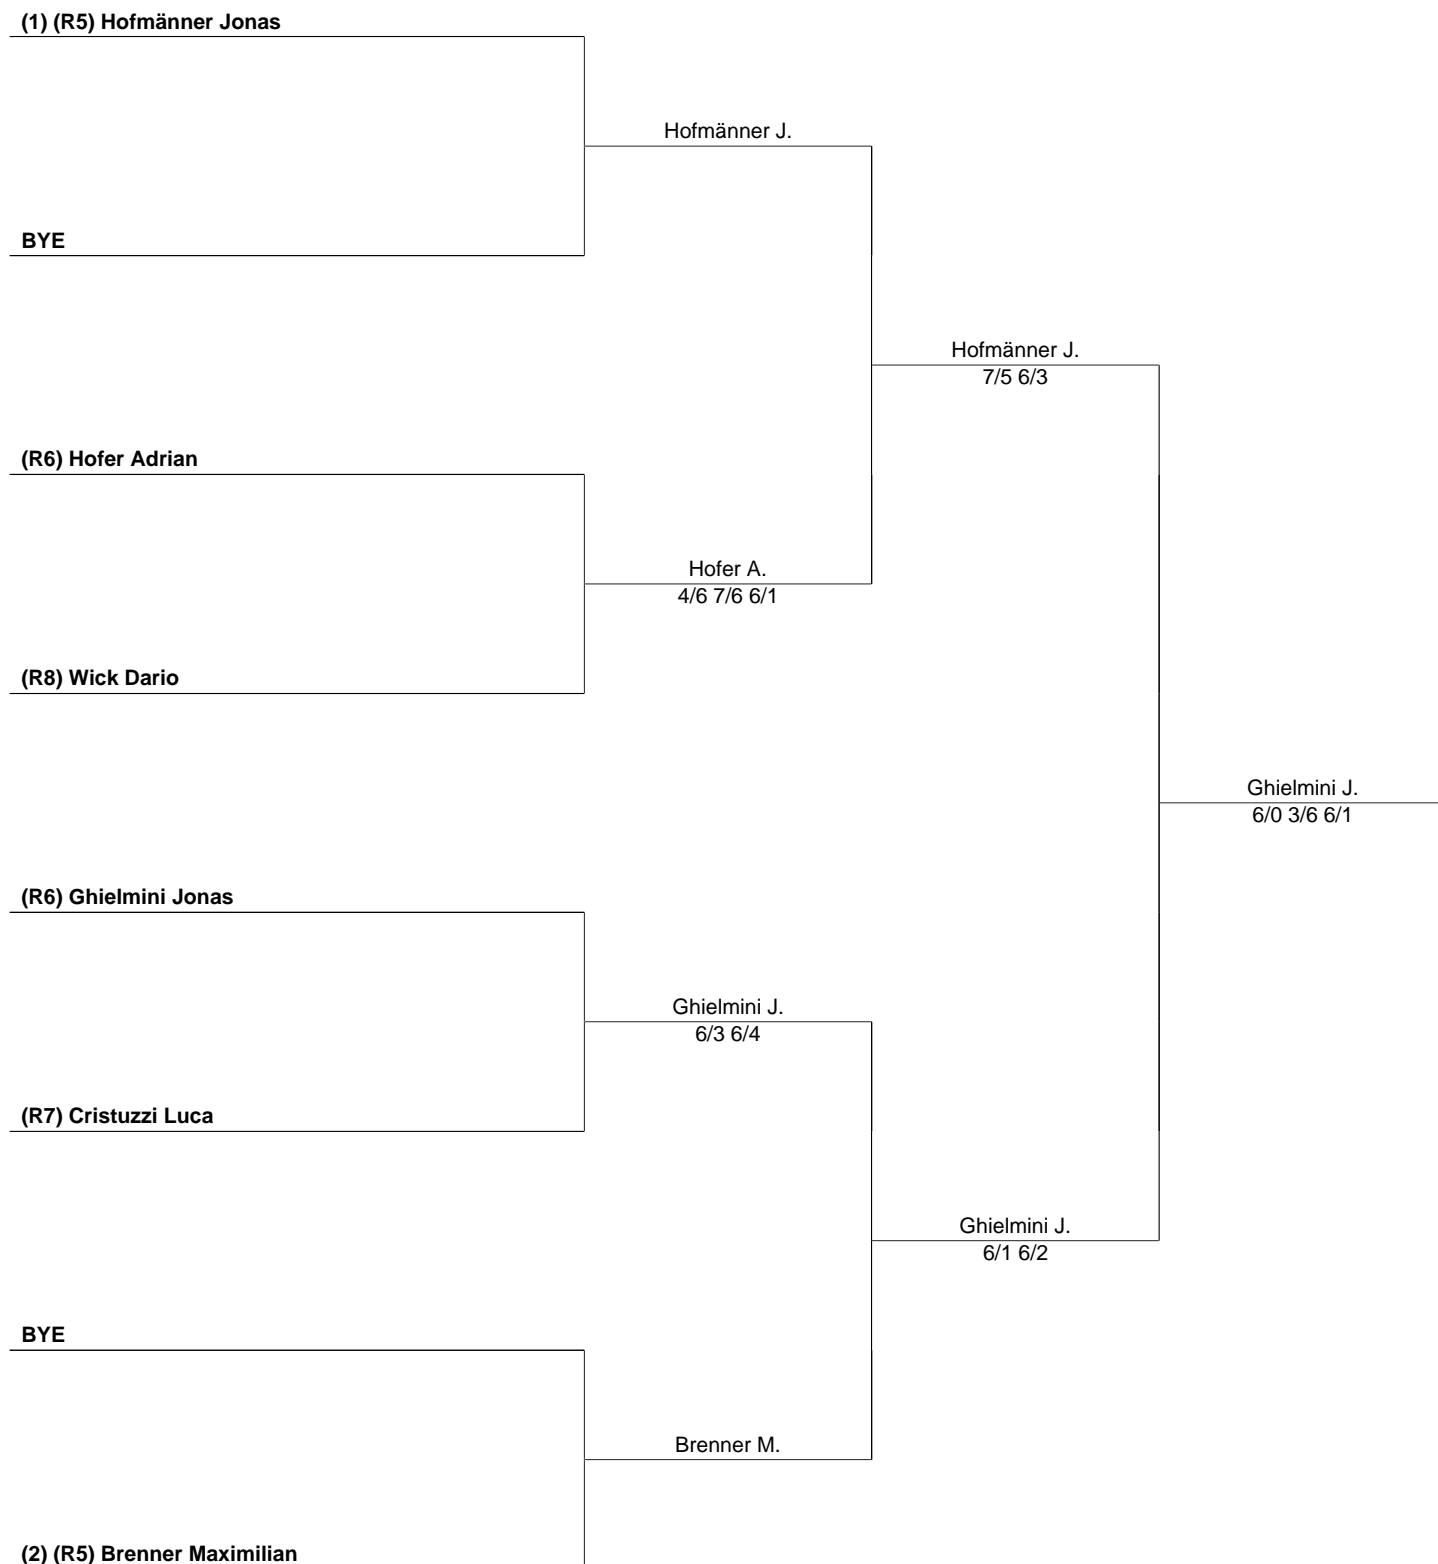 (1) (R5) Hofmänner Jonas
Hofmänner J.
BYE
Hofmänner J.
7/5 6/3
(R6) Hofer Adrian
Hofer A.
4/6 7/6 6/1
(R8) Wick Dario
Ghielmini J.
6/0 3/6 6/1
(R6) Ghielmini Jonas
Ghielmini J.
6/3 6/4
(R7) Cristuzzi Luca
Ghielmini J.
6/1 6/2
BYE
Brenner M.
(2) (R5) Brenner Maximilian